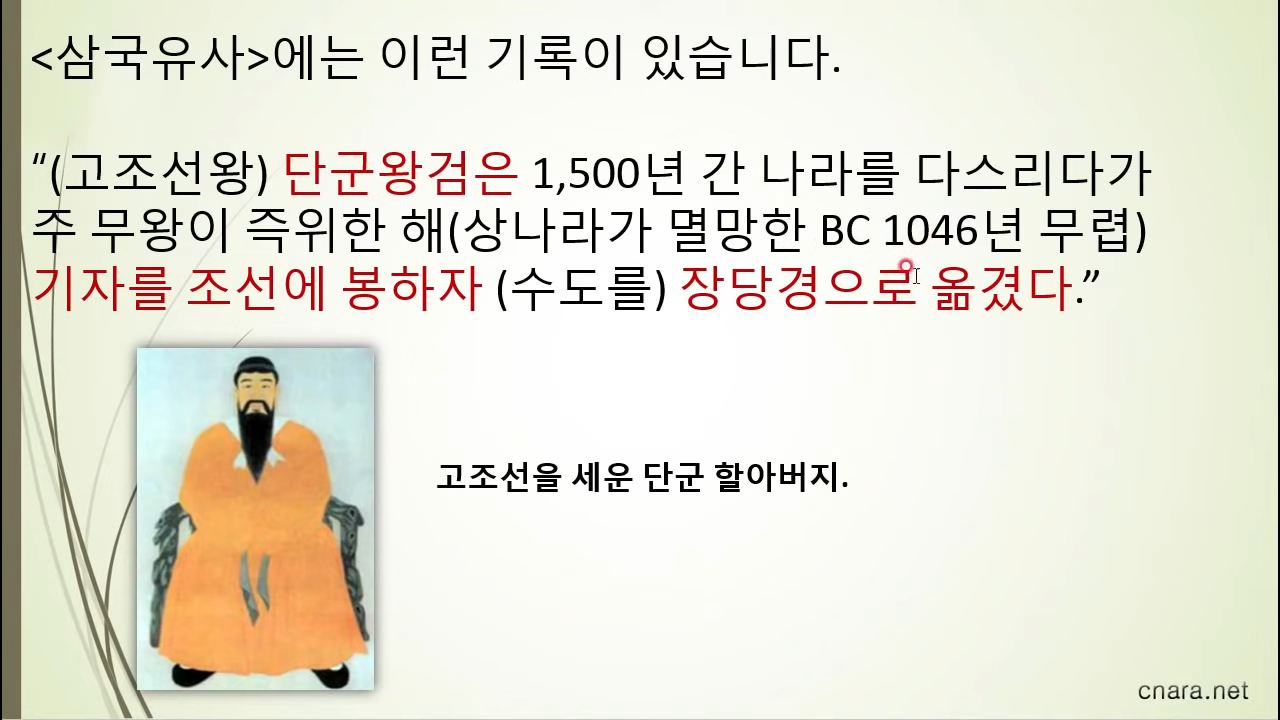 <삼국유사>에는 이런 기록이 있습니다.
“(고조선왕) 단군왕검은 1,500년 간 나라를 다스리다가
주 무왕이 즉위한 해(상나라가 멸망한 BC 1046년 무렵)
기자를 조선에 봉하자 (수도를) 장당경으로 옮겼다.”
고조선을 세운 단군 할아버지.
cnara.net